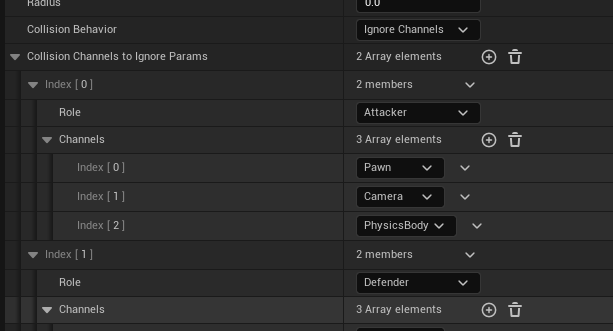 Radius 0.0
Collision Behavior Ignore Channels
Collision Channels to Ignore Params 2 Array elements
Index [ 0 ] 2 members
Role Attacker
Channels 3 Array elements
Index [ 0 ] Pawn
Index [ 1 ] Camera
Index [ 2 ] PhysicsBody
Index [ 1 ] 2 members
Role Defender
Channels 3 Array elements